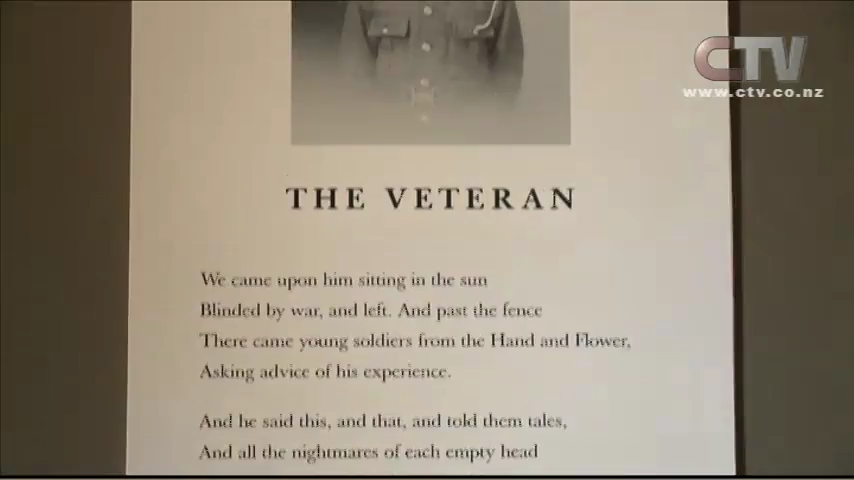 CTV
www.ctv.co.nz
THE VETERAN
We came upon him sitting in the sun
Blinded by war, and left. And past the fence
There came young soldiers from the Hand and Flower,
Asking advice of his experience.
And he said this, and that, and told them tales,
And all the nightmares of each empty head